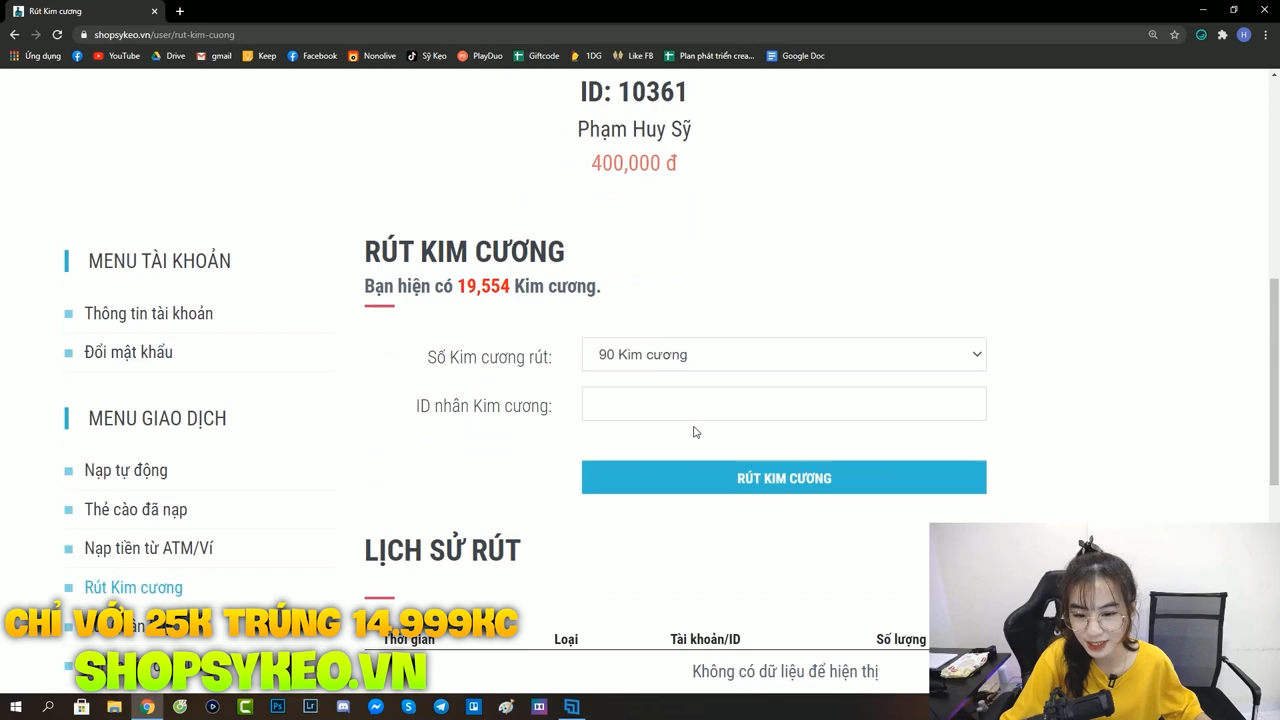 Rút Kim cương
shopsykeo.vn/user/rut-kim-cuong
H
Ứng dụng YouTube Drive gmail Keep Facebook Nonolive Sỹ Kẹo PlayDuo Giftcode 1DG Like FB Plan phát triển crea... Google Doc
ID: 10361
Phạm Huy Sỹ
400,000 đ
MENU TÀI KHOẢN
Thông tin tài khoản
Đổi mật khẩu
MENU GIAO DỊCH
Nạp tự động
Thẻ cào đã nạp
Nạp tiền từ ATM/Ví
Rút Kim cương
RÚT KIM CƯƠNG
Bạn hiện có 19,554 Kim cương.
Số Kim cương rút: 90 Kim cương
ID nhân Kim cương:
RÚT KIM CƯƠNG
LỊCH SỬ RÚT
Thời gian Loại Tài khoản/ID Số lượng
Không có dữ liệu để hiện thị
CHỈ VỚI 25K TRÚNG 14.999KC
SHOPSYKEO.VN